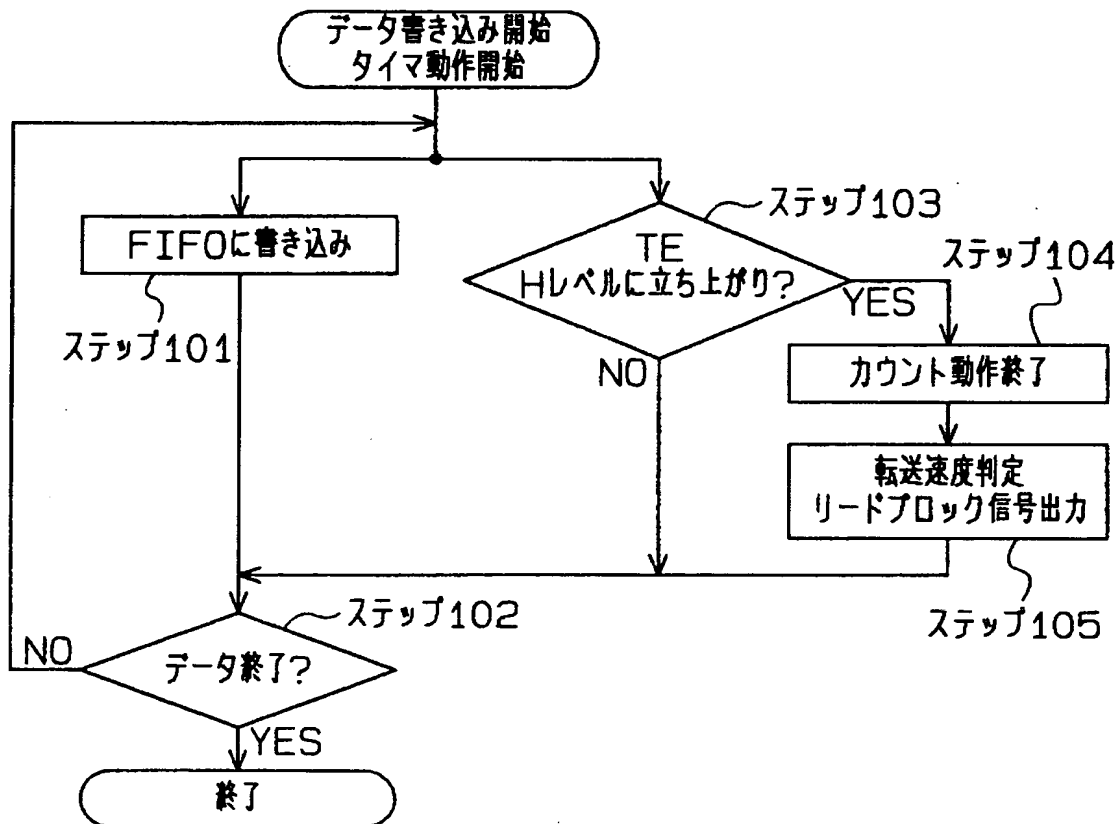 データ書き込み開始
タイマ動作開始
FIFOに書き込み
ステップ101
ステップ103
TE
Hレベルに立ち上がり?
YES
NO
ステップ104
カウント動作終了
転送速度判定
リードブロック信号出力
ステップ105
ステップ102
データ終了?
NO
YES
終了